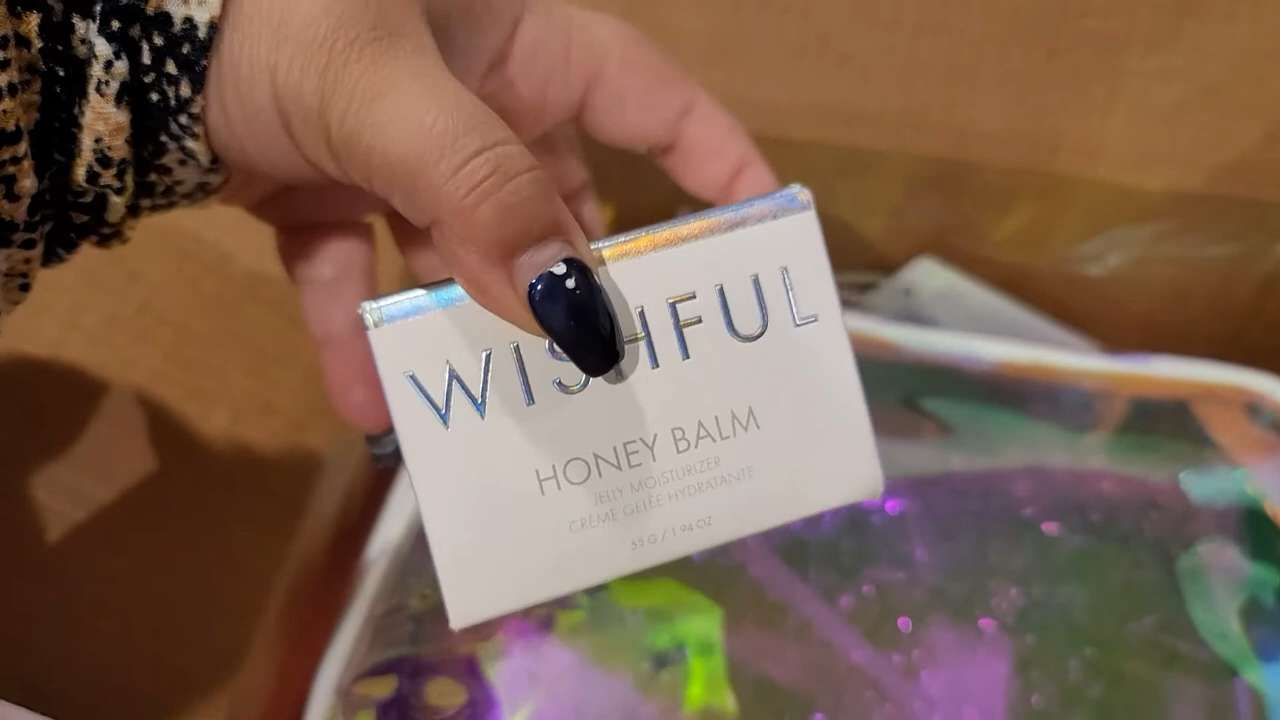 WISHFUL
HONEY BALM
JELLY MOISTURIZER
CRÈME GELÉE HYDRATANTE
55 G / 1.94 OZ